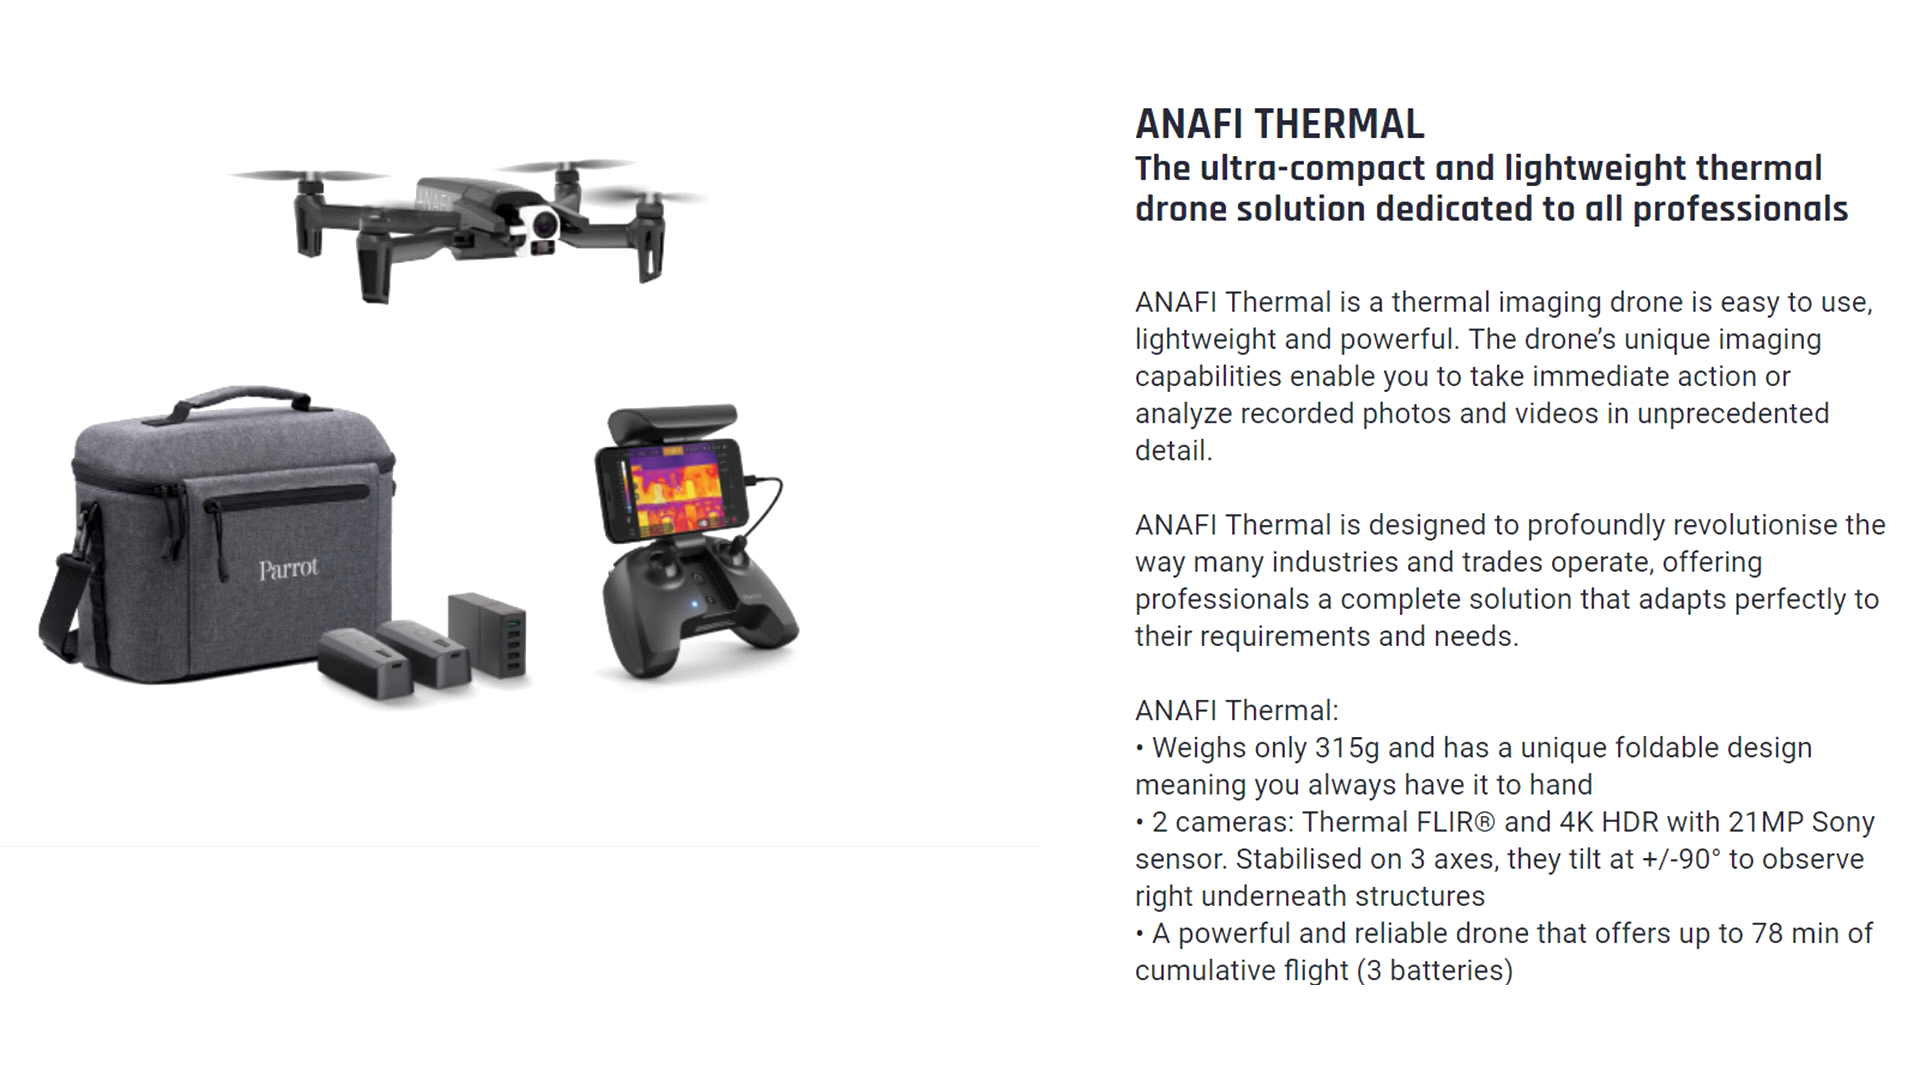 ANAFI THERMAL
The ultra-compact and lightweight thermal
drone solution dedicated to all professionals
ANAFI Thermal is a thermal imaging drone is easy to use,
lightweight and powerful. The drone’s unique imaging
capabilities enable you to take immediate action or
analyze recorded photos and videos in unprecedented
detail.
ANAFI Thermal is designed to profoundly revolutionise the
way many industries and trades operate, offering
professionals a complete solution that adapts perfectly to
their requirements and needs.
ANAFI Thermal:
• Weighs only 315g and has a unique foldable design
meaning you always have it to hand
• 2 cameras: Thermal FLIR® and 4K HDR with 21MP Sony
sensor. Stabilised on 3 axes, they tilt at +/-90° to observe
right underneath structures
• A powerful and reliable drone that offers up to 78 min of
cumulative flight (3 batteries)
ANAFI
Parrot